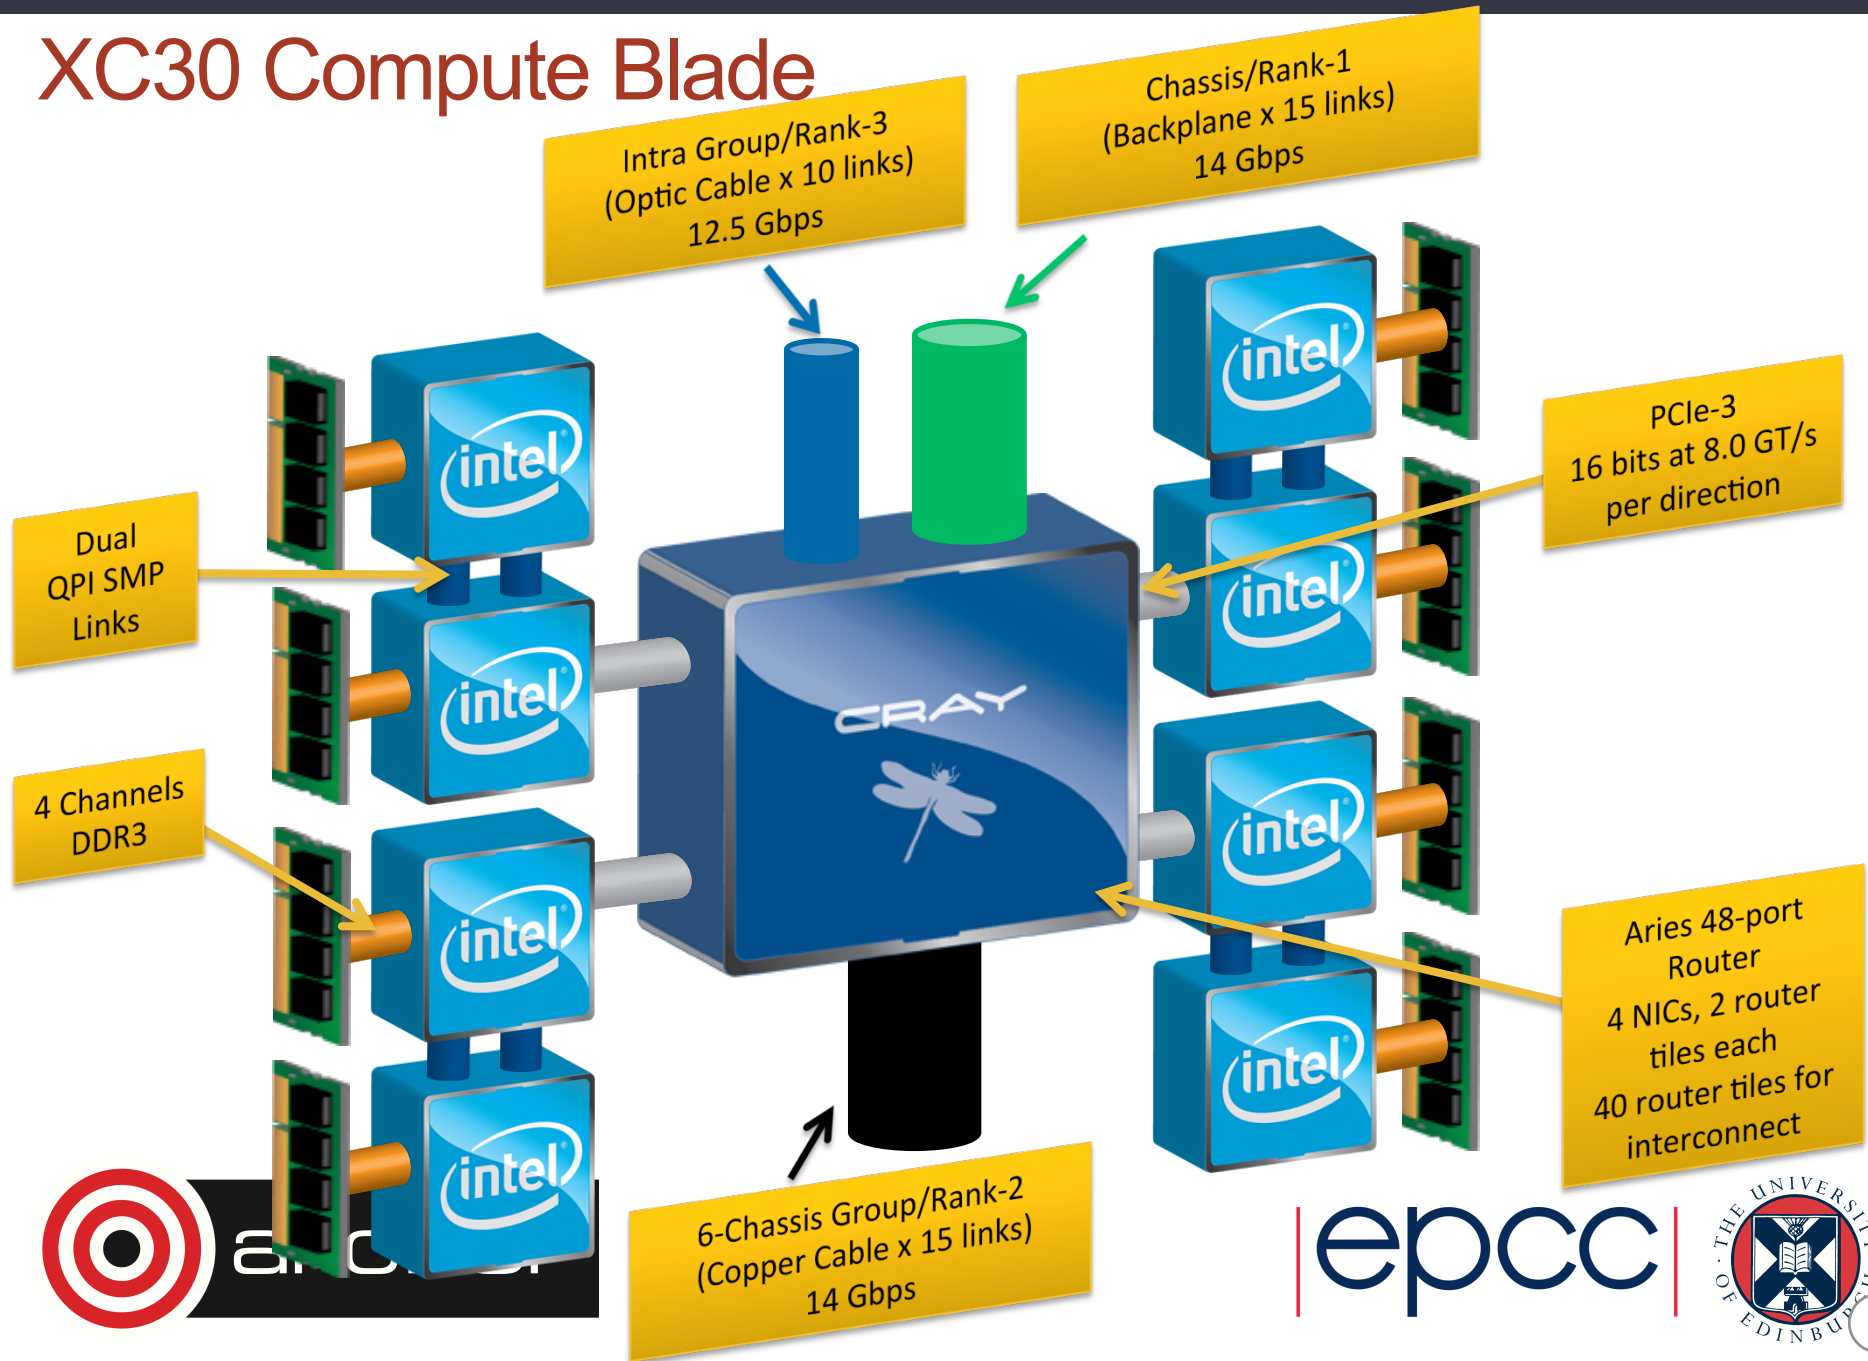 XC30 Compute Blade
Intra Group/Rank-3
(Optic Cable x 10 links)
12.5 Gbps
Chassis/Rank-1
(Backplane x 15 links)
14 Gbps
PCIe-3
16 bits at 8.0 GT/s
per direction
Dual
QPI SMP
Links
4 Channels
DDR3
intel
intel
intel
intel
intel
intel
intel
intel
CRAY
Aries 48-port
Router
4 NICs, 2 router
tiles each
40 router tiles for
interconnect
6-Chassis Group/Rank-2
(Copper Cable x 15 links)
14 Gbps
epcc
THE UNIVERSITY
OF EDINBURGH